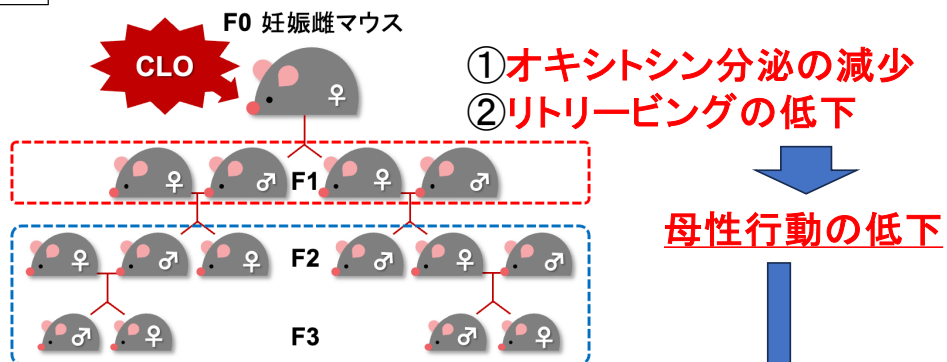 F0 妊娠雌マウス
CLO
♀
①オキシトシン分泌の減少
②リトリービングの低下
♀ ♂ F1 ♀ ♂
母性行動の低下
♀ ♂ ♀ F2 ♂ ♀ ♂
♂ ♀ F3 ♂ ♀